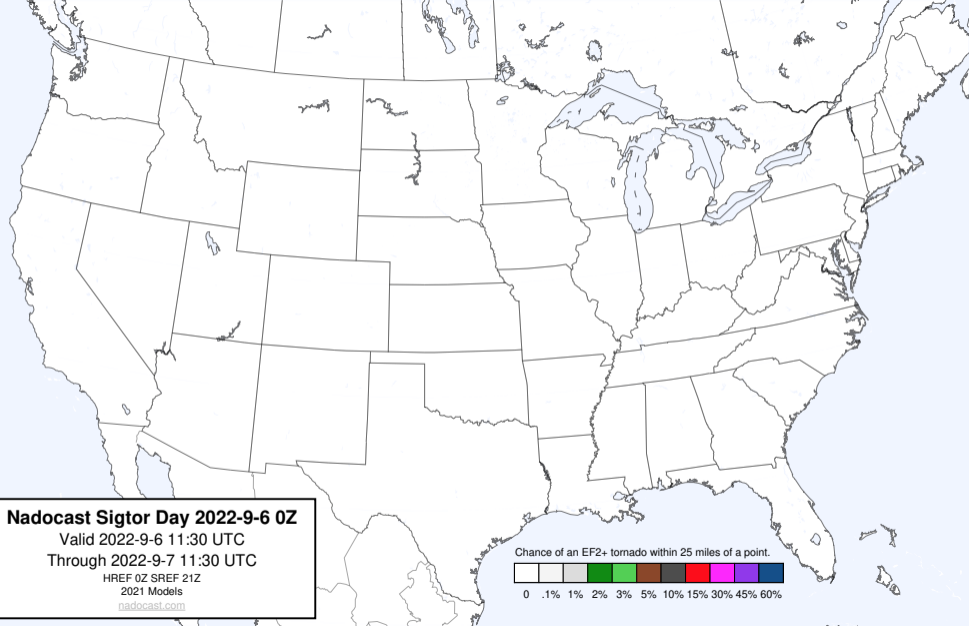 Nadocast Sigtor Day 2022-9-6 0Z
Valid 2022-9-6 11:30 UTC
Through 2022-9-7 11:30 UTC
HREF 0Z SREF 21Z
2021 Models
nadocast.com
Chance of an EF2+ tornado within 25 miles of a point.
0 .1% 1% 2% 3% 5% 10% 15% 30% 45% 60%